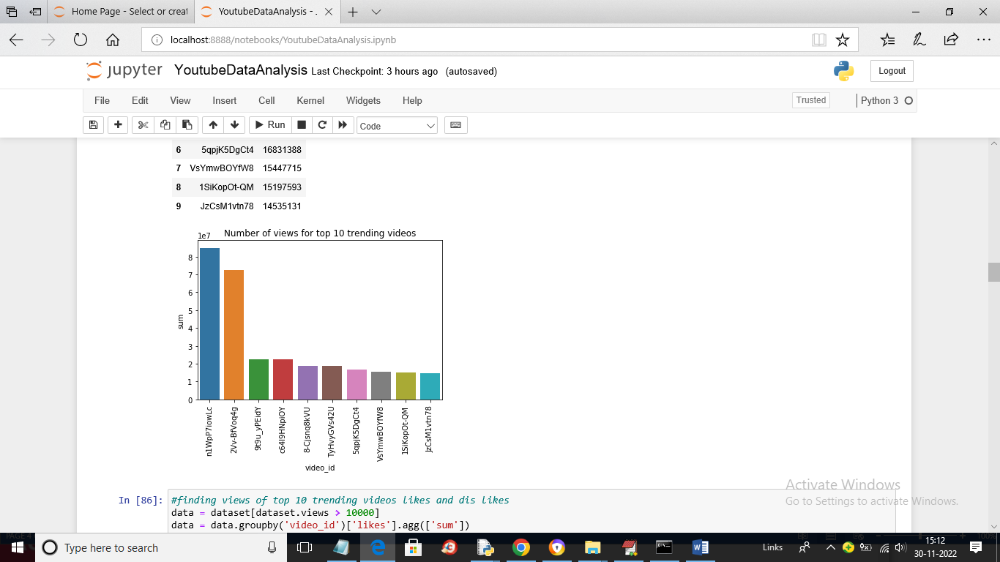 Home Page - Select or creat
YoutubeDataAnalysis - .
localhost:8888/notebooks/YoutubeDataAnalysis.ipynb
jupyter YoutubeDataAnalysis Last Checkpoint: 3 hours ago (autosaved)
Logout
File Edit View Insert Cell Kernel Widgets Help
Trusted
Python 3
Run
Code
6 5qpjK5DgCt4 16831388
7 VsYmwBOYfW8 15447715
8 1SiKopOt-QM 15197593
9 JzCsM1vtn78 14535131
1e7
Number of views for top 10 trending videos
8
7
6
5
4
3
2
1
0
sum
n1WpP7iowLc
2Vv-BfVoq4g
9t9u_yPEidY
c64I9HNpiOY
8-Cjsnq8kVU
TyHvyGVs42U
5qpjK5DgCt4
VsYmwBOYfW8
1SiKopOt-QM
JzCsM1vtn78
video_id
In [86]:
#finding views of top 10 trending videos likes and dis likes
data = dataset[dataset.views > 10000]
data = data.groupby('video_id')['likes'].agg(['sum'])
Activate Windows
Go to Settings to activate Windows.
PAGE 4
100%
Type here to search
Links
15:12
30-11-2022